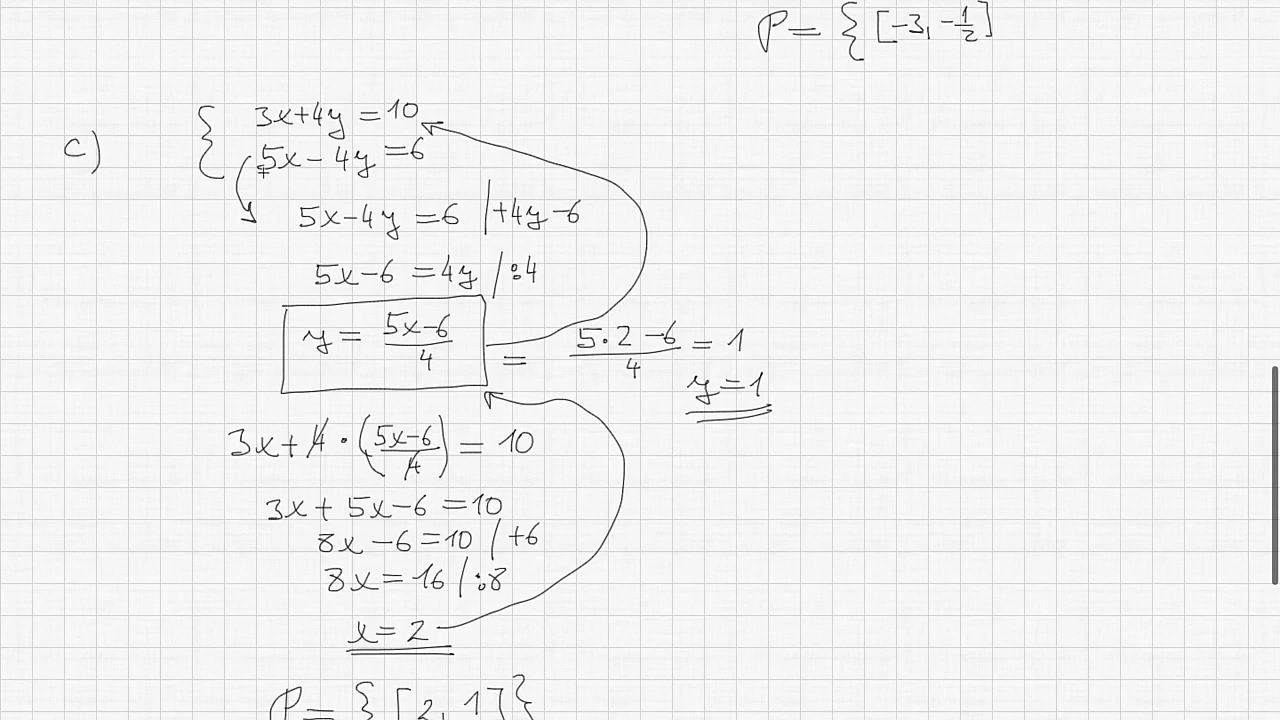 P = { [-3, -1/2]
c) { 3x+4y = 10
5x - 4y = 6
5x-4y = 6 |+4y-6
5x-6 = 4y /:4
y = (5x-6)/4 = (5·2-6)/4 = 1
y = 1
3x + 4·((5x-6)/4) = 10
3x + 5x-6 = 10
8x - 6 = 10 /+6
8x = 16 /:8
x = 2
P = { [2, 1] }